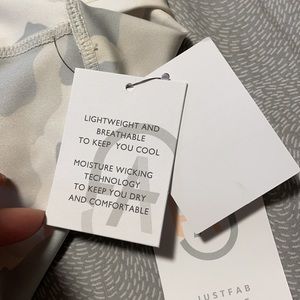 LIGHTWEIGHT AND
BREATHABLE
TO KEEP YOU COOL
MOISTURE WICKING
TECHNOLOGY
TO KEEP YOU DRY
AND COMFORTABLE
JUSTFAB